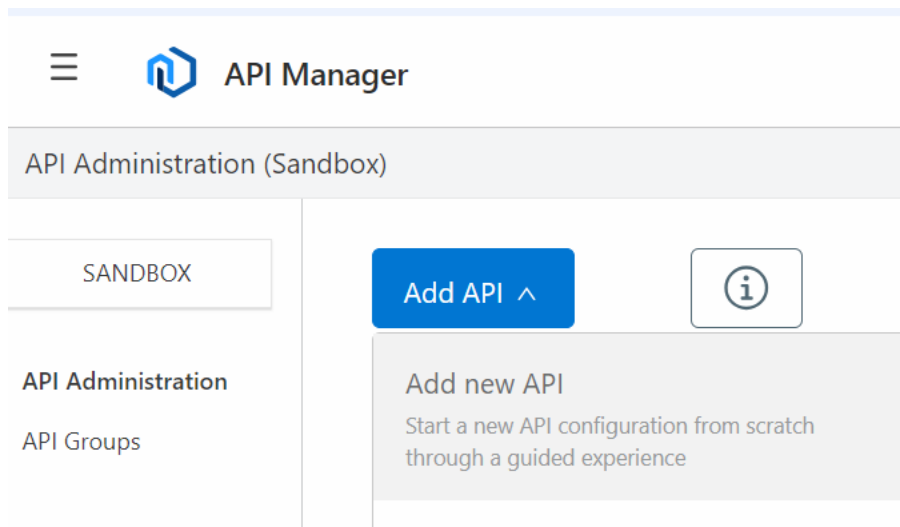 API Manager
API Administration (Sandbox)
SANDBOX
Add API
API Administration
API Groups
Add new API
Start a new API configuration from scratch
through a guided experience